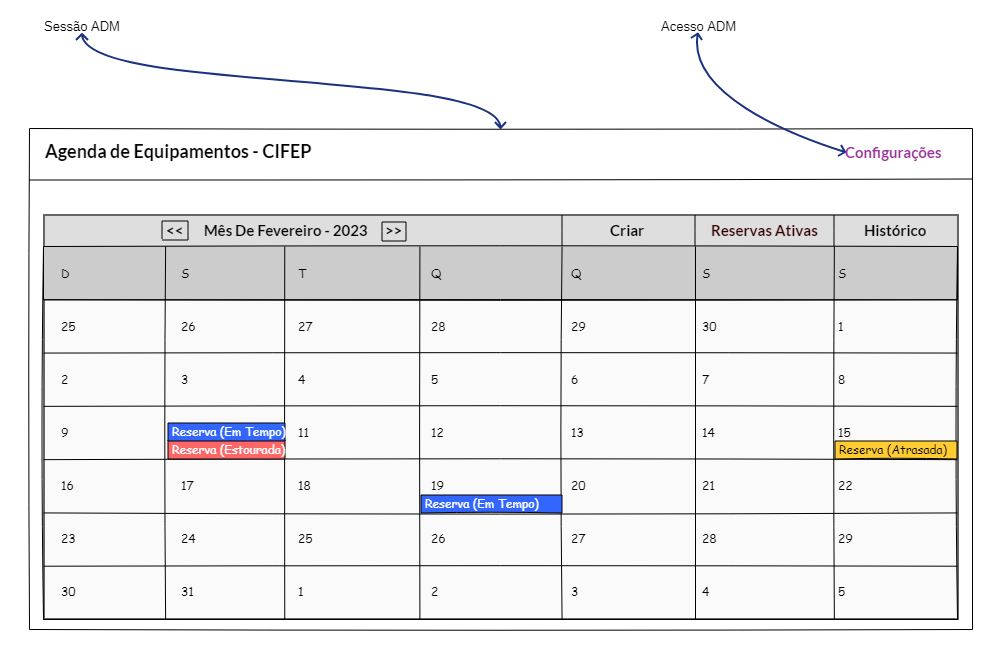 Sessão ADM Acesso ADM
Agenda de Equipamentos - CIFEP Configurações
<< Mês De Fevereiro - 2023 >> Criar Reservas Ativas Histórico
D S T Q Q S S
25 26 27 28 29 30 1
2 3 4 5 6 7 8
9 Reserva (Em Tempo) 11 12 13 14 15
Reserva (Estourada) Reserva (Atrasada)
16 17 18 19 20 21 22
Reserva (Em Tempo)
23 24 25 26 27 28 29
30 31 1 2 3 4 5